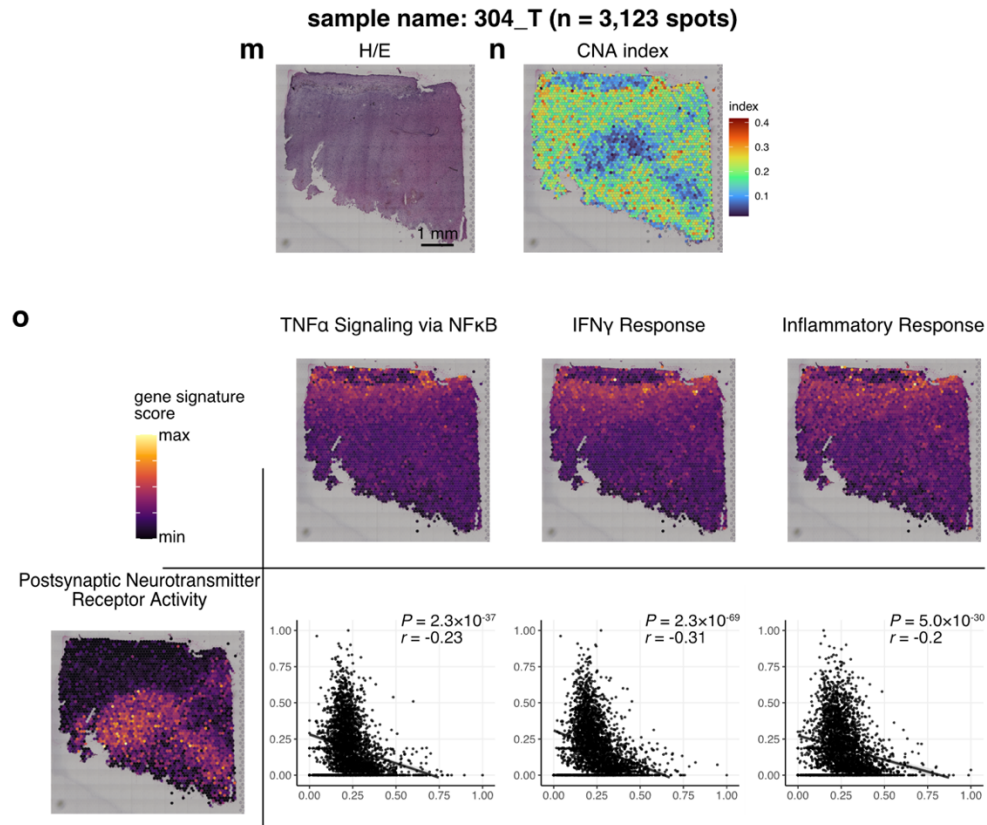 sample name: 304_T (n = 3,123 spots)
m
H/E
n
CNA index
1 mm
index
0.4
0.3
0.2
0.1
o
TNFα Signaling via NFκB
IFNγ Response
Inflammatory Response
gene signature
score
max
min
Postsynaptic Neurotransmitter
Receptor Activity
P = 2.3×10⁻³⁷
r = -0.23
1.00
0.75
0.50
0.25
0.00
0.00 0.25 0.50 0.75 1.00
P = 2.3×10⁻⁶⁹
r = -0.31
1.00
0.75
0.50
0.25
0.00
0.00 0.25 0.50 0.75 1.00
P = 5.0×10⁻³⁰
r = -0.2
1.00
0.75
0.50
0.25
0.00
0.00 0.25 0.50 0.75 1.00